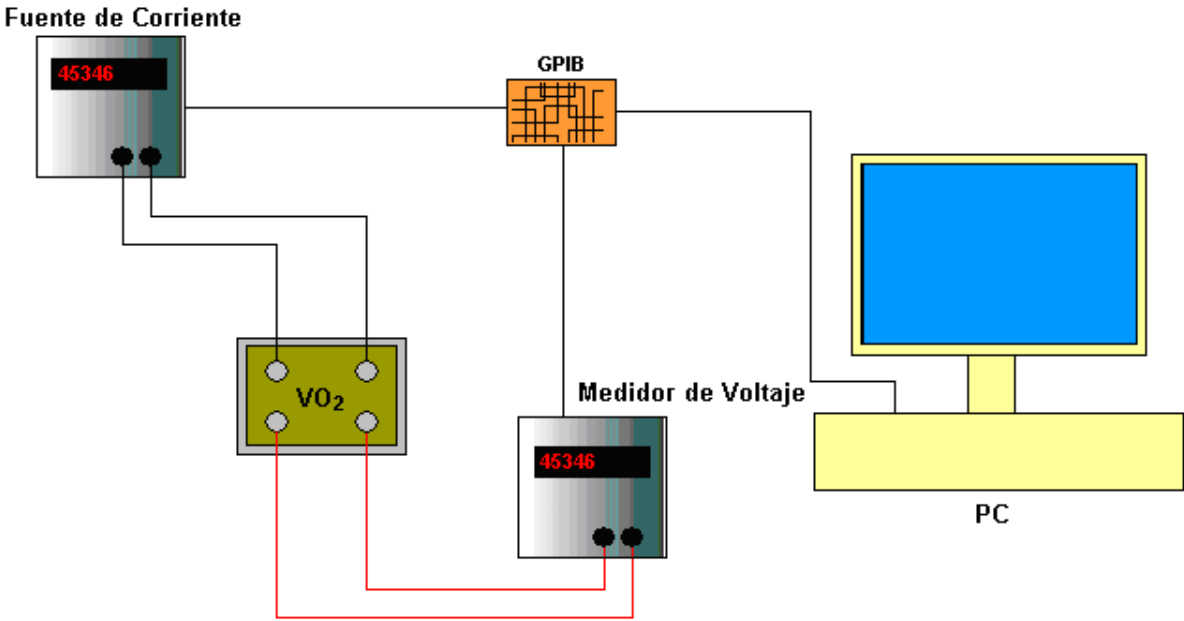 Fuente de Corriente
45346
GPIB
VO₂
Medidor de Voltaje
45346
PC